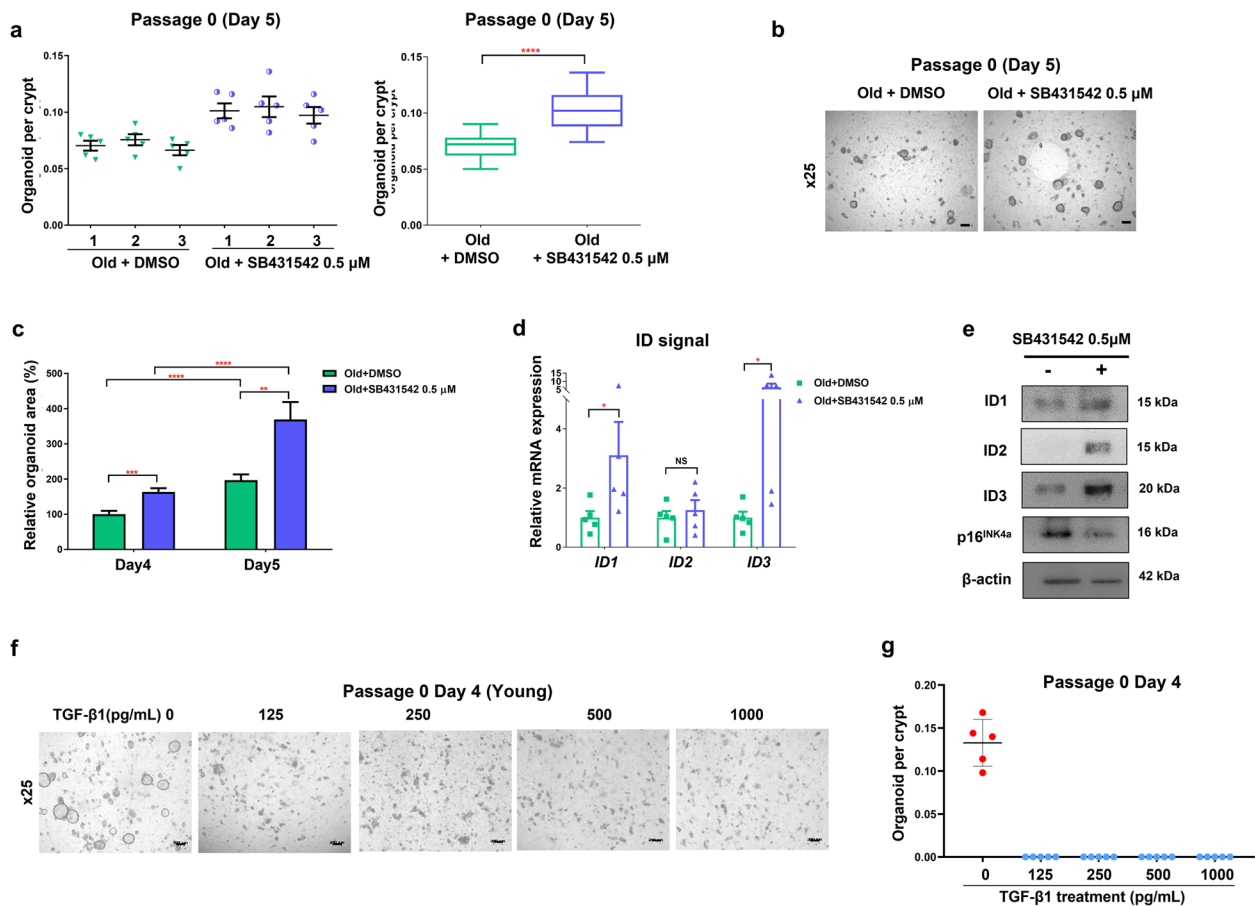 a
Passage 0 (Day 5)
Organoid per crypt
0.15
0.10
0.05
0.00
1 2 3 1 2 3
Old + DMSO Old + SB431542 0.5 μM
Passage 0 (Day 5)
Organoid per crypt
Organoid per crypt
0.15
0.10
0.05
0.00
****
Old
+ DMSO
Old
+ SB431542 0.5 μM
b
Passage 0 (Day 5)
Old + DMSO Old + SB431542 0.5 μM
x25
c
Relative organoid area (%)
500
400
300
200
100
0
****
****
**
***
Old+DMSO
Old+SB431542 0.5 μM
Day4 Day5
d
ID signal
Relative mRNA expression
15
10
5
4
2
0
*
NS
*
Old+DMSO
Old+SB431542 0.5 μM
ID1 ID2 ID3
e
SB431542 0.5μM
- +
ID1 15 kDa
ID2 15 kDa
ID3 20 kDa
p16INK4a 16 kDa
β-actin 42 kDa
f
Passage 0 Day 4 (Young)
TGF-β1(pg/mL) 0 125 250 500 1000
x25
g
Passage 0 Day 4
Organoid per crypt
0.20
0.15
0.10
0.05
0.00
0 125 250 500 1000
TGF-β1 treatment (pg/mL)